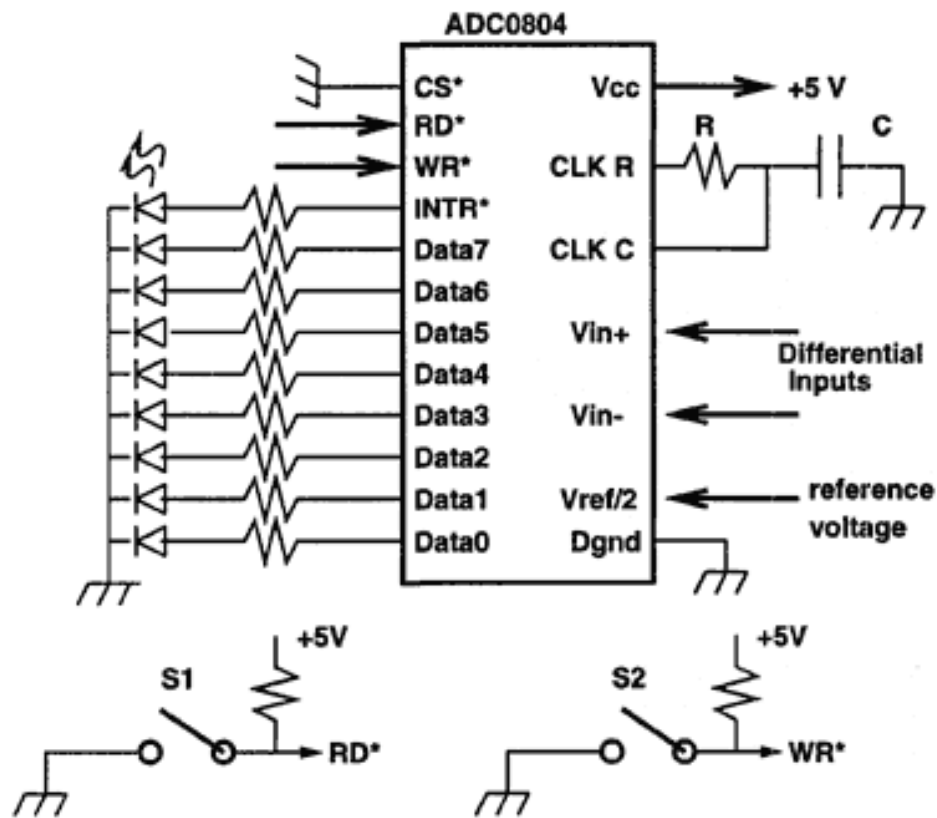 ADC0804
CS*
Vcc
+5 V
RD*
R
C
WR*
CLK R
INTR*
Data7
CLK C
Data6
Data5
Vin+
Differential
Inputs
Data4
Data3
Vin-
Data2
Data1
Vref/2
reference
voltage
Data0
Dgnd
+5V
S1
RD*
+5V
S2
WR*